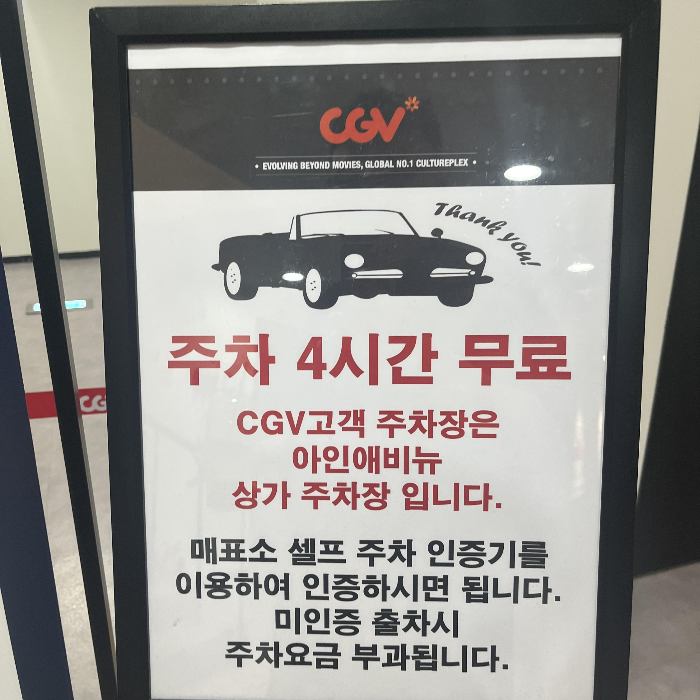 CGV
• EVOLVING BEYOND MOVIES, GLOBAL NO.1 CULTUREPLEX •
Thank you!
주차 4시간 무료
CGV고객 주차장은
아인애비뉴
상가 주차장 입니다.
매표소 셀프 주차 인증기를
이용하여 인증하시면 됩니다.
미인증 출차시
주차요금 부과됩니다.